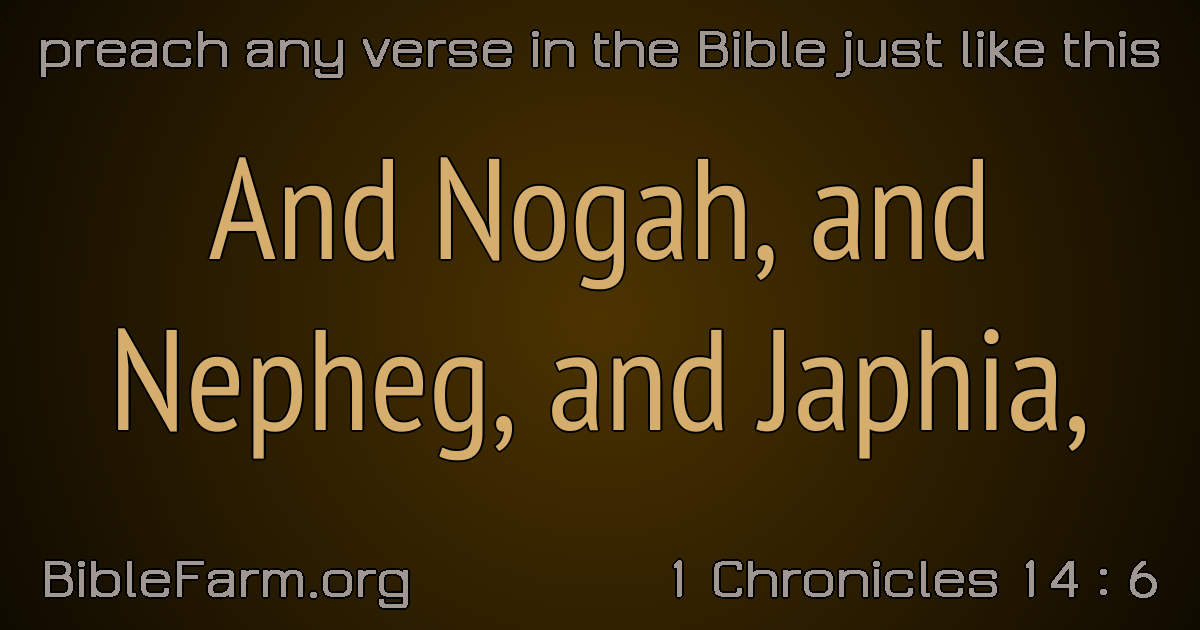 preach any verse in the Bible just like this
And Nogah, and
Nepheg, and Japhia,
BibleFarm.org
1 Chronicles 14 : 6